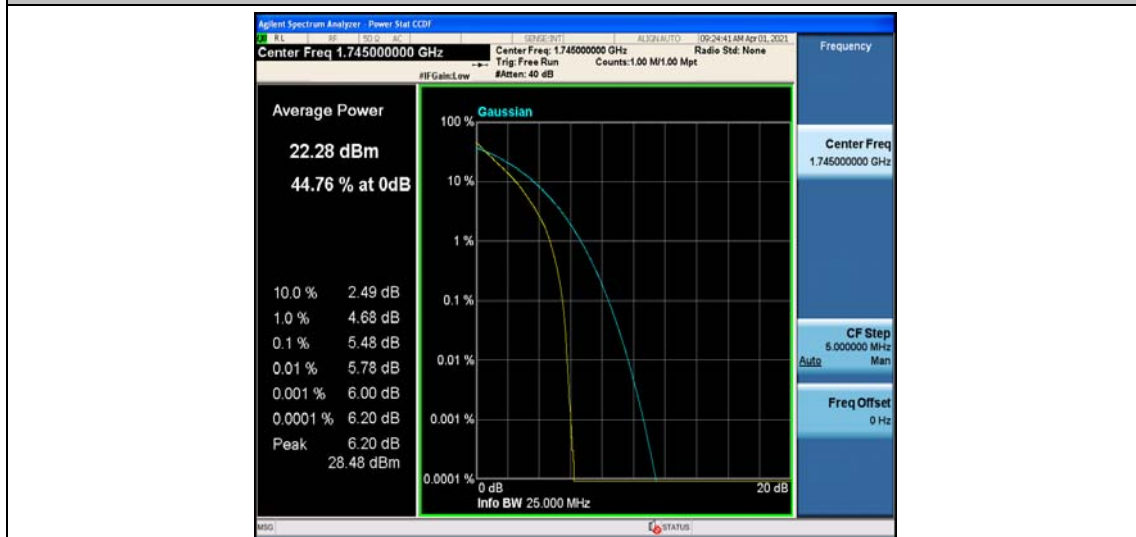 Agilent Spectrum Analyzer - Power Stat CCDF
RL RF 50 Ω AC SENSE:INT ALIGN AUTO 09:24:41 AM Apr 01, 2021
Center Freq 1.745000000 GHz
Center Freq: 1.745000000 GHz Radio Std: None
Trig: Free Run Counts:1.00 M/1.00 Mpt
#IFGain:Low #Atten: 40 dB
Frequency
Average Power
22.28 dBm
44.76 % at 0dB
10.0 % 2.49 dB
1.0 % 4.68 dB
0.1 % 5.48 dB
0.01 % 5.78 dB
0.001 % 6.00 dB
0.0001 % 6.20 dB
Peak 6.20 dB
28.48 dBm
Gaussian
100 %
10 %
1 %
0.1 %
0.01 %
0.001 %
0.0001 %
0 dB 20 dB
Info BW 25.000 MHz
Center Freq
1.745000000 GHz
CF Step
5.000000 MHz
Auto Man
Freq Offset
0 Hz
MSG STATUS